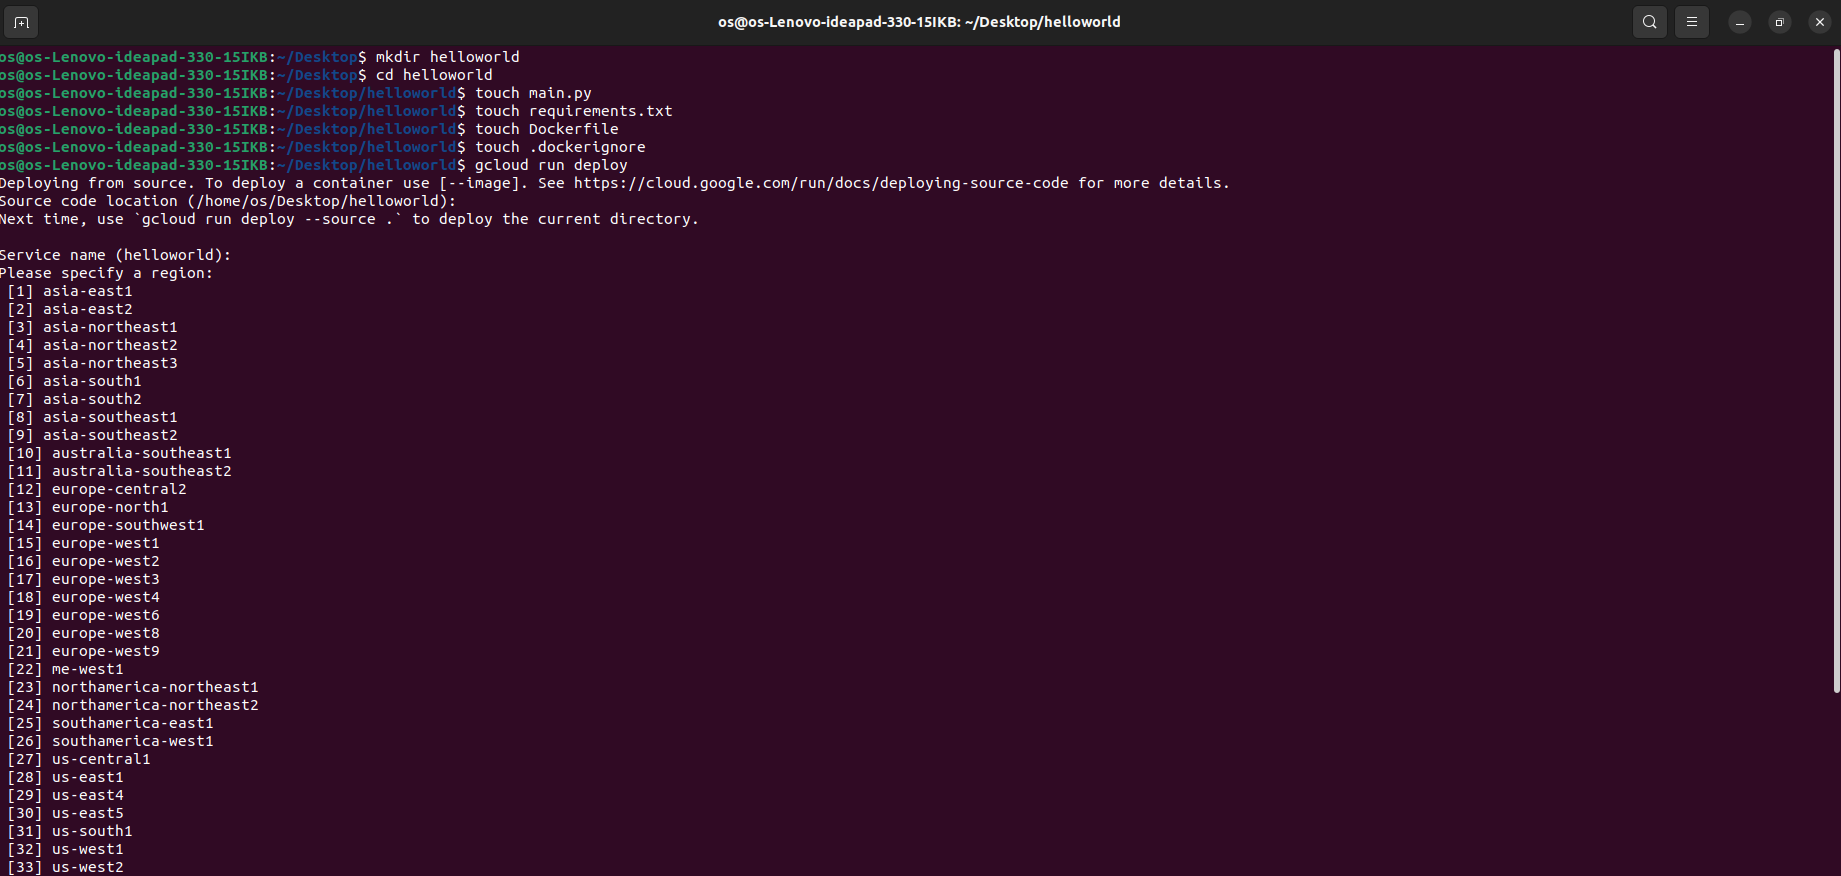 os@os-Lenovo-ideapad-330-15IKB: ~/Desktop/helloworld
os@os-Lenovo-ideapad-330-15IKB:~/Desktop$ mkdir helloworld
os@os-Lenovo-ideapad-330-15IKB:~/Desktop$ cd helloworld
os@os-Lenovo-ideapad-330-15IKB:~/Desktop/helloworld$ touch main.py
os@os-Lenovo-ideapad-330-15IKB:~/Desktop/helloworld$ touch requirements.txt
os@os-Lenovo-ideapad-330-15IKB:~/Desktop/helloworld$ touch Dockerfile
os@os-Lenovo-ideapad-330-15IKB:~/Desktop/helloworld$ touch .dockerignore
os@os-Lenovo-ideapad-330-15IKB:~/Desktop/helloworld$ gcloud run deploy
Deploying from source. To deploy a container use [--image]. See https://cloud.google.com/run/docs/deploying-source-code for more details.
Source code location (/home/os/Desktop/helloworld):
Next time, use `gcloud run deploy --source .` to deploy the current directory.
Service name (helloworld):
Please specify a region:
[1] asia-east1
[2] asia-east2
[3] asia-northeast1
[4] asia-northeast2
[5] asia-northeast3
[6] asia-south1
[7] asia-south2
[8] asia-southeast1
[9] asia-southeast2
[10] australia-southeast1
[11] australia-southeast2
[12] europe-central2
[13] europe-north1
[14] europe-southwest1
[15] europe-west1
[16] europe-west2
[17] europe-west3
[18] europe-west4
[19] europe-west6
[20] europe-west8
[21] europe-west9
[22] me-west1
[23] northamerica-northeast1
[24] northamerica-northeast2
[25] southamerica-east1
[26] southamerica-west1
[27] us-central1
[28] us-east1
[29] us-east4
[30] us-east5
[31] us-south1
[32] us-west1
[33] us-west2